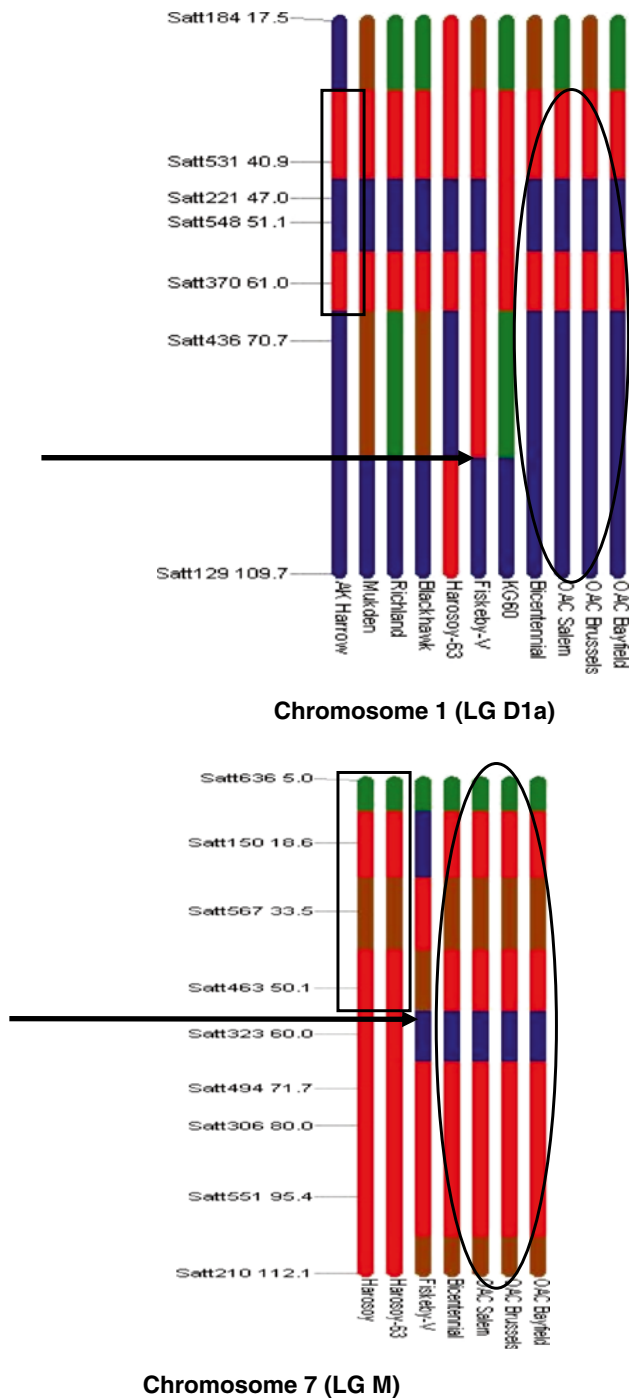 Satt184 17.5
Satt531 40.9
Satt221 47.0
Satt548 51.1
Satt370 61.0
Satt436 70.7
Satt129 109.7
AK Harrow
Mukden
Richland
Blackhawk
Harosoy-63
Fiskeby-V
KG60
Bicentennial
OAC Salem
OAC Brussels
OAC Bayfield
Chromosome 1 (LG D1a)
Satt636 5.0
Satt150 18.6
Satt567 33.5
Satt463 50.1
Satt323 60.0
Satt494 71.7
Satt306 80.0
Satt551 95.4
Satt210 112.1
Harosoy
Harosoy-63
Fiskeby-V
Bicentennial
OAC Salem
OAC Brussels
OAC Bayfield
Chromosome 7 (LG M)